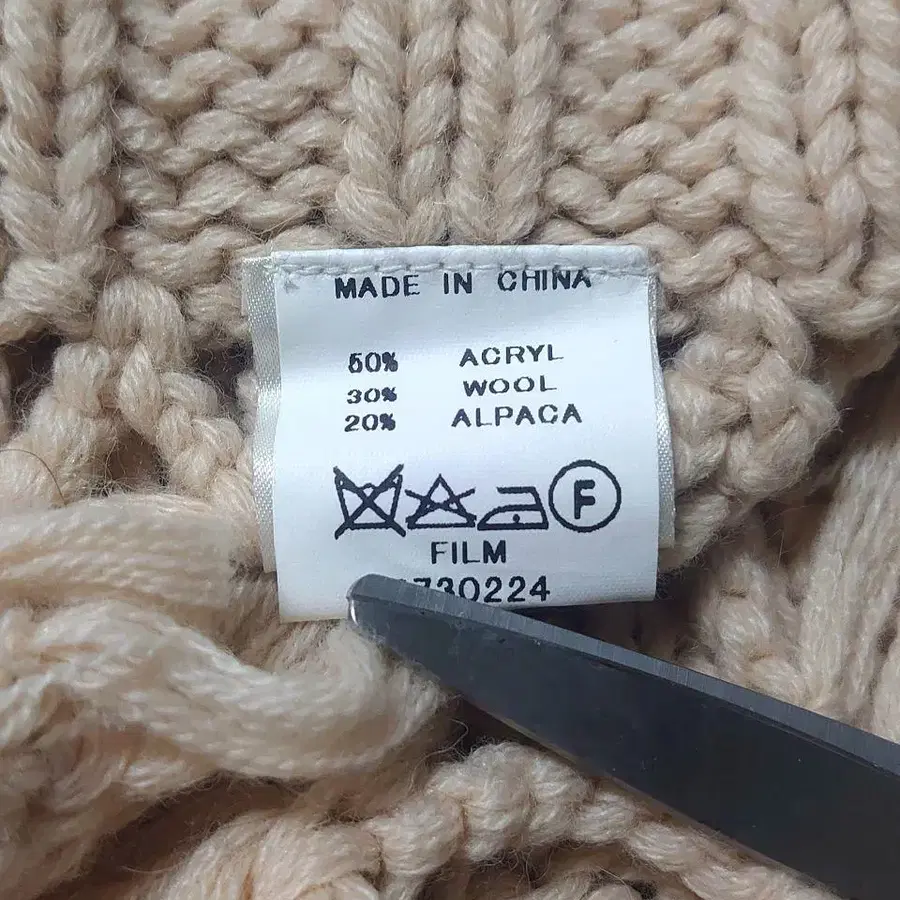 MADE IN CHINA
50% ACRYL
30% WOOL
20% ALPACA
F
FILM
730224